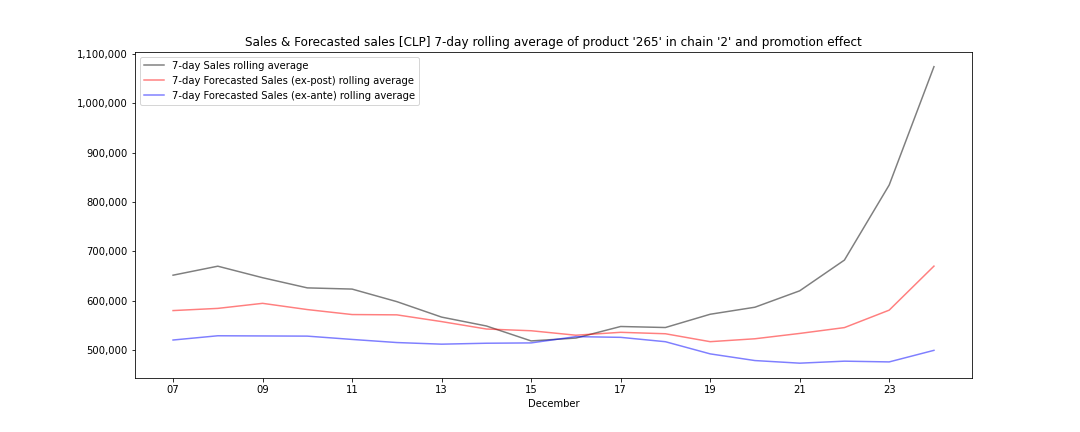 Sales & Forecasted sales [CLP] 7-day rolling average of product '265' in chain '2' and promotion effect
1,100,000
1,000,000
900,000
800,000
700,000
600,000
500,000
7-day Sales rolling average
7-day Forecasted Sales (ex-post) rolling average
7-day Forecasted Sales (ex-ante) rolling average
07 09 11 13 15 17 19 21 23
December